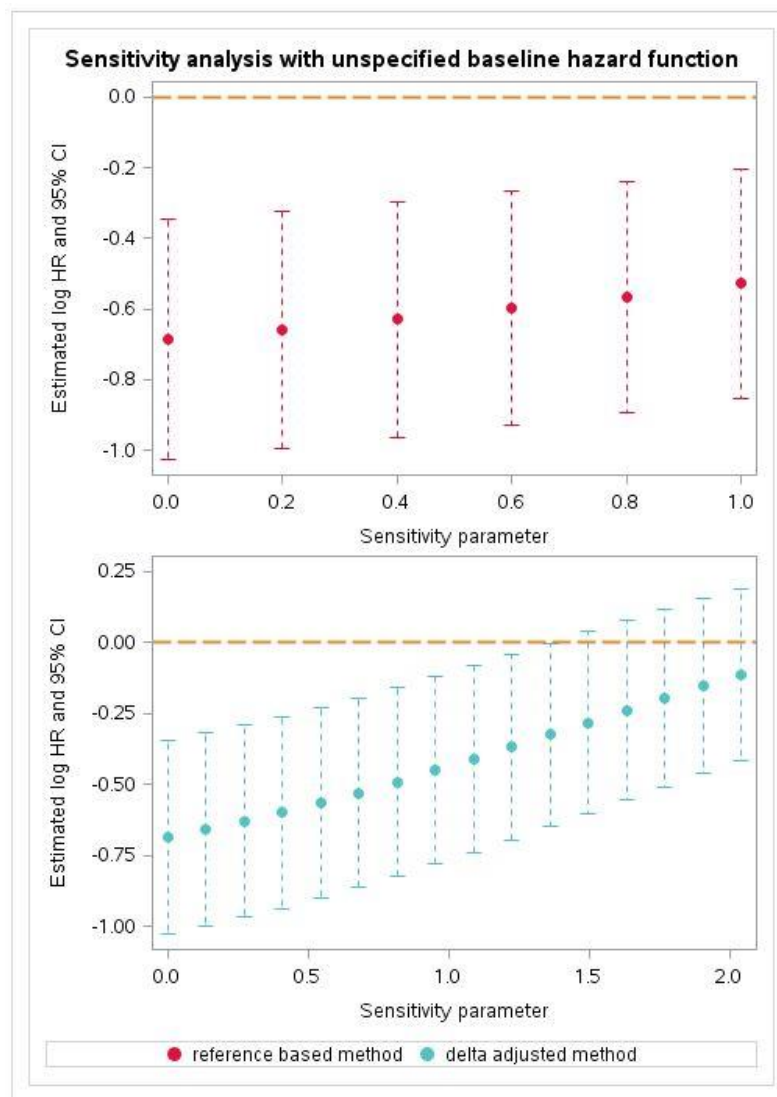 Sensitivity analysis with unspecified baseline hazard function
Estimated log HR and 95% CI
0.0
-0.2
-0.4
-0.6
-0.8
-1.0
0.0 0.2 0.4 0.6 0.8 1.0
Sensitivity parameter
Estimated log HR and 95% CI
0.25
0.00
-0.25
-0.50
-0.75
-1.00
0.0 0.5 1.0 1.5 2.0
Sensitivity parameter
reference based method delta adjusted method